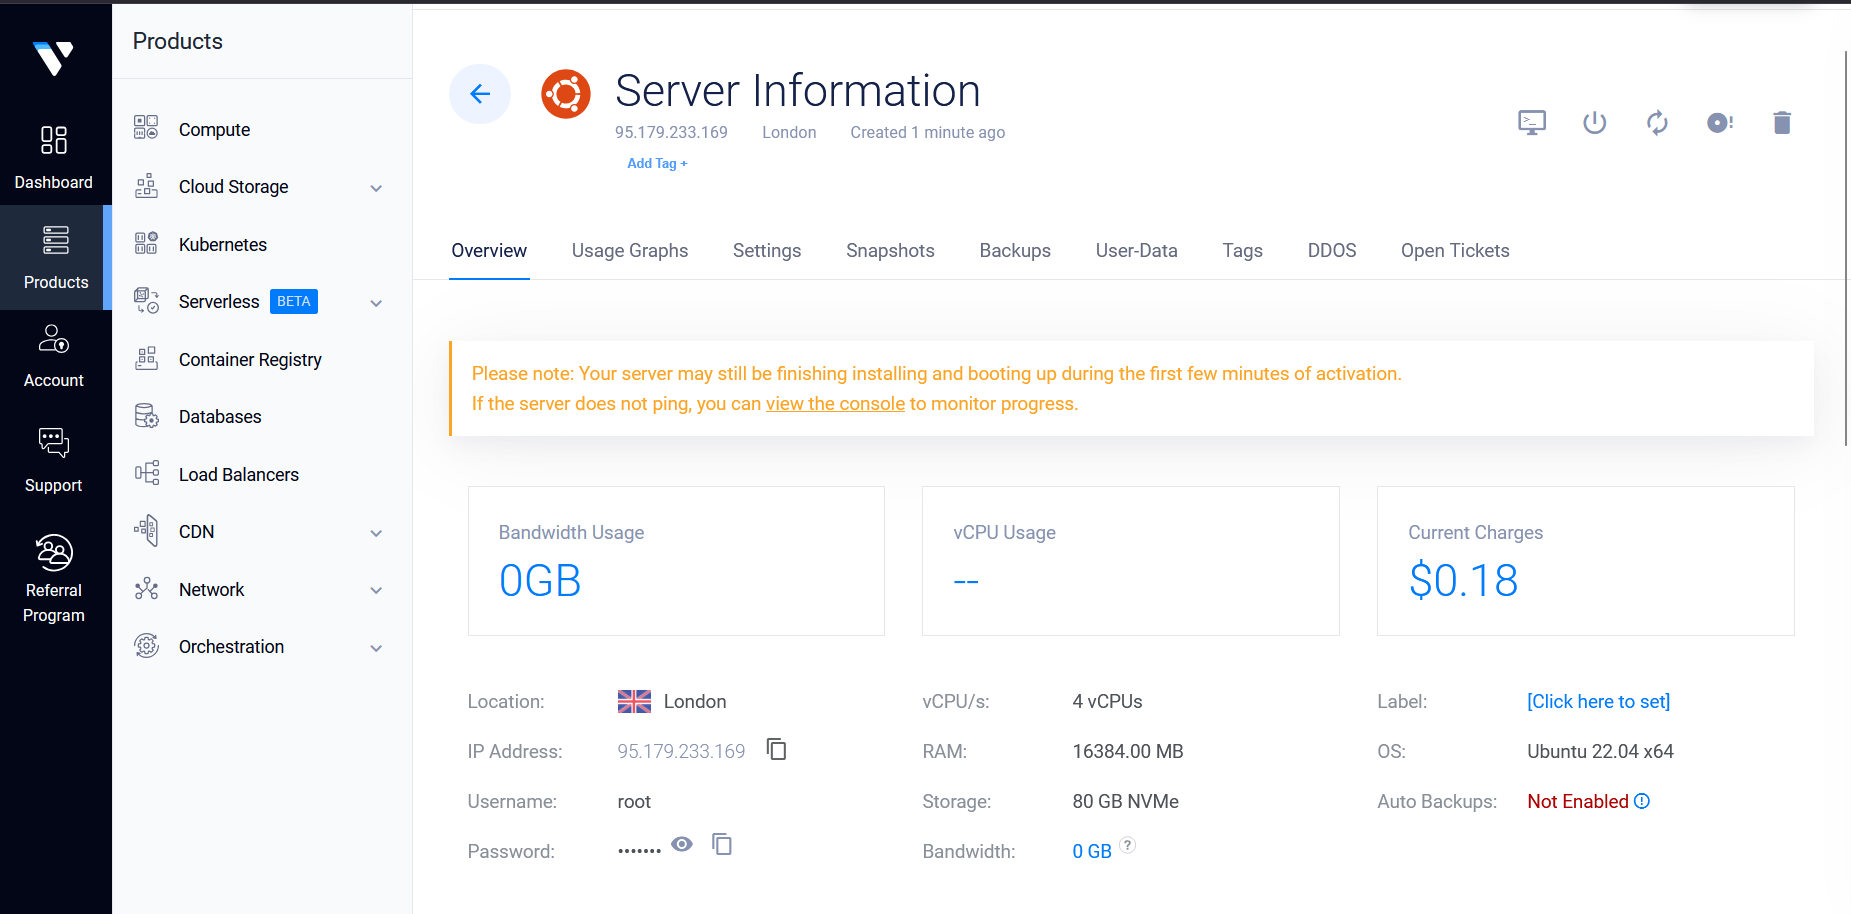 Products
Dashboard
Products
Account
Support
Referral
Program
Compute
Cloud Storage
Kubernetes
Serverless BETA
Container Registry
Databases
Load Balancers
CDN
Network
Orchestration
Server Information
95.179.233.169 London Created 1 minute ago
Add Tag +
Overview Usage Graphs Settings Snapshots Backups User-Data Tags DDOS Open Tickets
Please note: Your server may still be finishing installing and booting up during the first few minutes of activation.
If the server does not ping, you can view the console to monitor progress.
Bandwidth Usage
0GB
vCPU Usage
--
Current Charges
$0.18
Location: London
IP Address: 95.179.233.169
Username: root
Password: •••••••
vCPU/s: 4 vCPUs
RAM: 16384.00 MB
Storage: 80 GB NVMe
Bandwidth: 0 GB ?
Label: [Click here to set]
OS: Ubuntu 22.04 x64
Auto Backups: Not Enabled